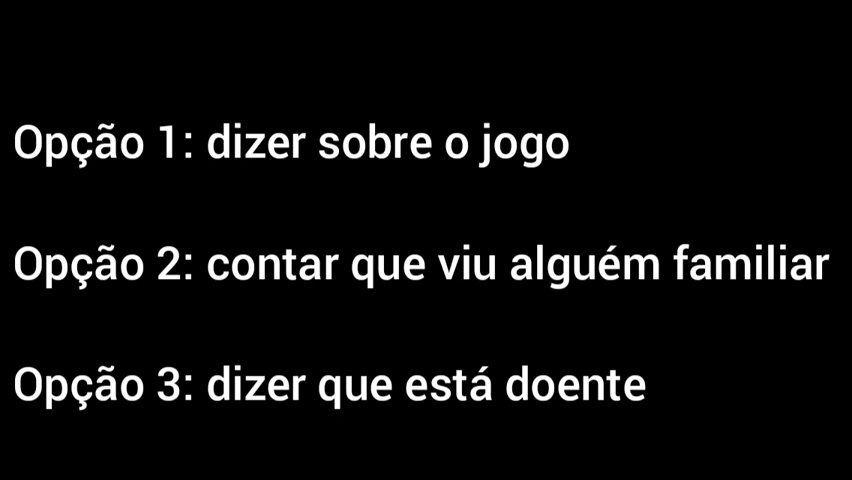 Opção 1: dizer sobre o jogo
Opção 2: contar que viu alguém familiar
Opção 3: dizer que está doente